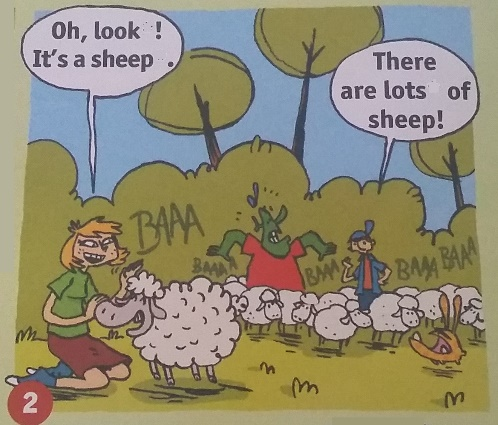 Oh, look !
It's a sheep .
There
are lots of
sheep!
BAAA
BAAA
BAAA
BAAA
BAAA
2